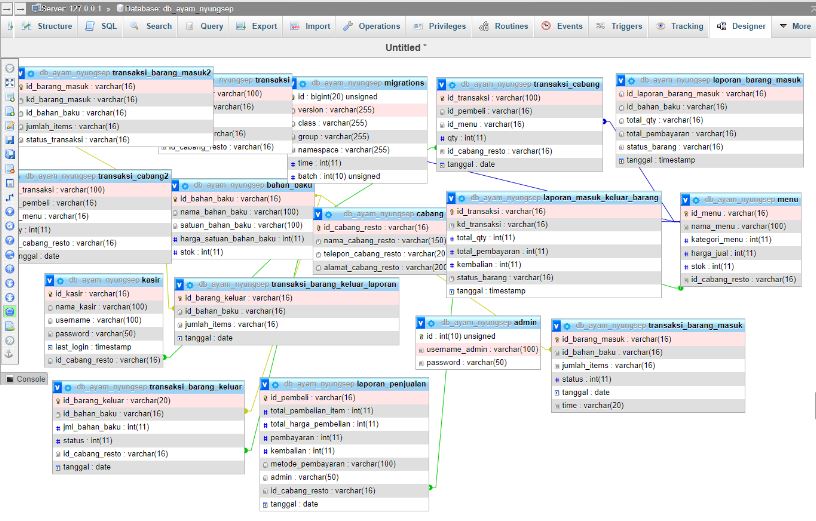 Server: 127.0.0.1 » Database: db_ayam_nyungsep
Structure SQL Search Query Export Import Operations Privileges Routines Events Triggers Tracking Designer More
Untitled *
db_ayam_nyungsep transaksi_barang_masuk2
id_barang_masuk : varchar(16)
kd_barang_masuk : varchar(16)
id_bahan_baku : varchar(16)
jumlah_items : varchar(16)
status_transaksi : varchar(16)
nyungsep transaksi
varchar(100)
varchar(16)
varchar(16)
db_ayam_nyungsep migrations
id : bigint(20) unsigned
version : varchar(255)
class : varchar(255)
group : varchar(255)
namespace : varchar(255)
time : int(11)
batch : int(10) unsigned
db_ayam_nyungsep transaksi_cabang
id_transaksi : varchar(100)
id_pembeli : varchar(16)
id_menu : varchar(16)
qty : int(11)
id_cabang_resto : varchar(16)
tanggal : date
db_ayam_nyungsep laporan_barang_masuk
id_laporan_barang_masuk : varchar(16)
id_bahan_baku : varchar(16)
total_qty : varchar(16)
total_pembayaran : varchar(16)
status_barang : varchar(16)
tanggal : timestamp
db_ayam_nyungsep transaksi_cabang2
_transaksi : varchar(100)
_pembeli : varchar(16)
_menu : varchar(16)
: int(11)
_cabang_resto : varchar(16)
ggal : date
db_ayam_nyungsep
id_bahan_baku : varchar(16)
nama_bahan_baku : varchar(100)
satuan_bahan_baku : varchar(100)
harga_satuan_bahan_baku : int(11)
stok : int(11)
db_ayam_nyungsep cabang
id_cabang_resto : varchar(16)
nama_cabang_resto : varchar(150)
telepon_cabang_resto : varchar(20
alamat_cabang_resto : varchar(200
db_ayam_nyungsep laporan_masuk_keluar_barang
id_transaksi : varchar(16)
kd_transaksi : varchar(16)
total_qty : int(11)
total_pembayaran : int(11)
kembalian : int(11)
status_barang : varchar(16)
tanggal : timestamp
db_ayam_nyungsep menu
id_menu : varchar(16)
nama_menu : varchar(100)
kategori_menu : int(11)
harga_jual : int(11)
stok : int(11)
id_cabang_resto : varchar(16)
db_ayam_nyungsep kasir
id_kasir : varchar(16)
nama_kasir : varchar(100)
username : varchar(100)
password : varchar(50)
last_login : timestamp
id_cabang_resto : varchar(16)
db_ayam_nyungsep transaksi_barang_keluar_laporan
id_barang_keluar : varchar(16)
id_bahan_baku : varchar(16)
jumlah_items : varchar(16)
tanggal : date
db_ayam_nyungsep admin
id : int(10) unsigned
username_admin : varchar(100)
password : varchar(50)
db_ayam_nyungsep transaksi_barang_masuk
id_barang_masuk : varchar(16)
id_bahan_baku : varchar(16)
jumlah_items : varchar(16)
status : int(11)
tanggal : date
time : varchar(20)
Console
db_ayam_nyungsep transaksi_barang_keluar
id_barang_keluar : varchar(20)
id_bahan_baku : varchar(16)
jml_bahan_baku : int(11)
status : int(11)
id_cabang_resto : varchar(16)
tanggal : date
db_ayam_nyungsep laporan_penjualan
id_pembeli : varchar(16)
total_pembelian_item : int(11)
total_harga_pembelian : int(11)
pembayaran : int(11)
kembalian : int(11)
metode_pembayaran : varchar(100)
admin : varchar(50)
id_cabang_resto : varchar(16)
tanggal : date